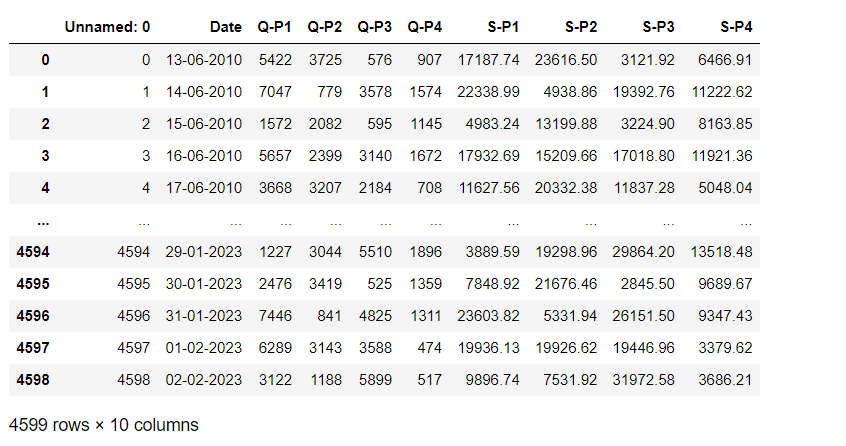 Unnamed: 0 Date Q-P1 Q-P2 Q-P3 Q-P4 S-P1 S-P2 S-P3 S-P4
0 0 13-06-2010 5422 3725 576 907 17187.74 23616.50 3121.92 6466.91
1 1 14-06-2010 7047 779 3578 1574 22338.99 4938.86 19392.76 11222.62
2 2 15-06-2010 1572 2082 595 1145 4983.24 13199.88 3224.90 8163.85
3 3 16-06-2010 5657 2399 3140 1672 17932.69 15209.66 17018.80 11921.36
4 4 17-06-2010 3668 3207 2184 708 11627.56 20332.38 11837.28 5048.04
... ... ... ... ... ... ... ... ... ... ...
4594 4594 29-01-2023 1227 3044 5510 1896 3889.59 19298.96 29864.20 13518.48
4595 4595 30-01-2023 2476 3419 525 1359 7848.92 21676.46 2845.50 9689.67
4596 4596 31-01-2023 7446 841 4825 1311 23603.82 5331.94 26151.50 9347.43
4597 4597 01-02-2023 6289 3143 3588 474 19936.13 19926.62 19446.96 3379.62
4598 4598 02-02-2023 3122 1188 5899 517 9896.74 7531.92 31972.58 3686.21
4599 rows × 10 columns